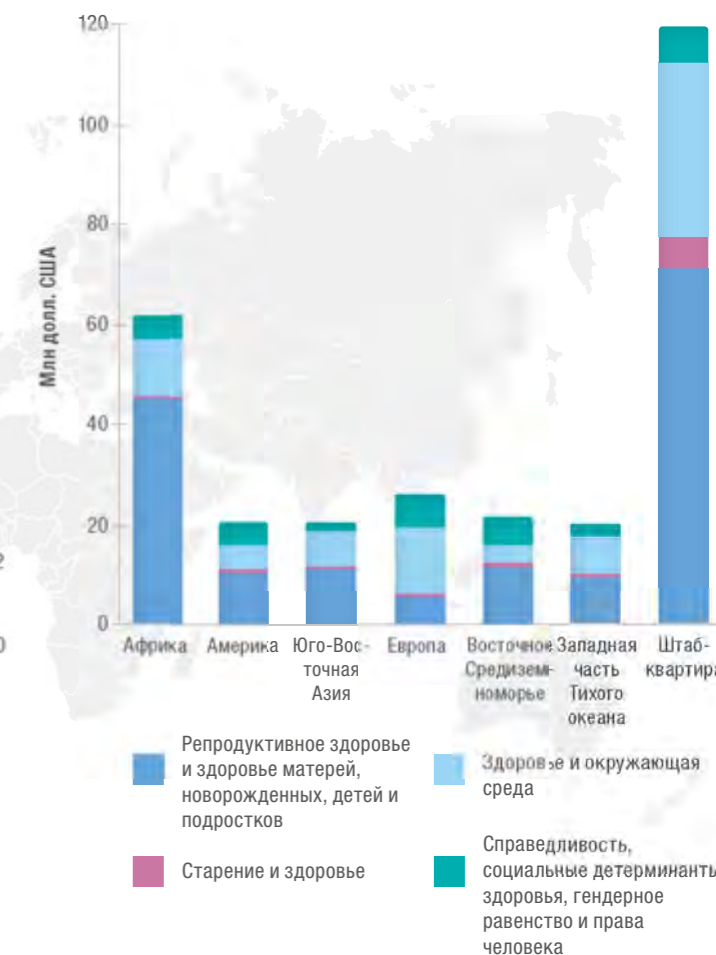 120
100
80
60
40
20
0
Млн долл. США
2
0
Африка
Америка
Юго-Вос-
точная
Азия
Европа
Восточное
Средизем-
номорье
Западная
часть
Тихого
океана
Штаб-
квартира
Репродуктивное здоровье
и здоровье матерей,
новорожденных, детей и
подростков
Здоровье и окружающая
среда
Старение и здоровье
Справедливость,
социальные детерминанты
здоровья, гендерное
равенство и права
человека